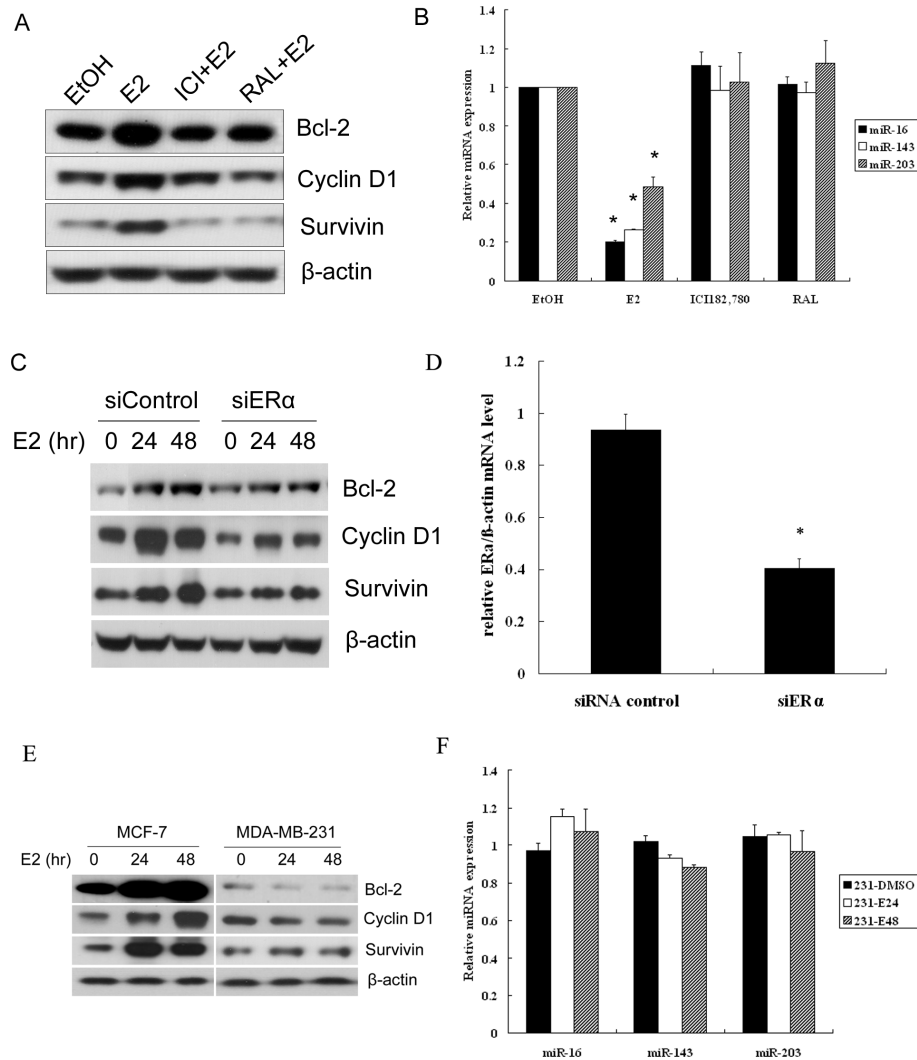 A
EtOH E2 ICI+E2 RAL+E2
Bcl-2
Cyclin D1
Survivin
β-actin
B
Relative miRNA expression
1.4
1.2
1
0.8
0.6
0.4
0.2
0
* * *
EtOH E2 ICI182,780 RAL
miR-16
miR-143
miR-203
C
siControl siERα
E2 (hr) 0 24 48 0 24 48
Bcl-2
Cyclin D1
Survivin
β-actin
D
relative ERa/ß-actin mRNA level
1.2
1
0.8
0.6
0.4
0.2
0
*
siRNA control siERα
E
MCF-7 MDA-MB-231
E2 (hr) 0 24 48 0 24 48
Bcl-2
Cyclin D1
Survivin
β-actin
F
Relative miRNA expression
1.4
1.2
1
0.8
0.6
0.4
0.2
0
miR-16 miR-143 miR-203
231-DMSO
231-E24
231-E48